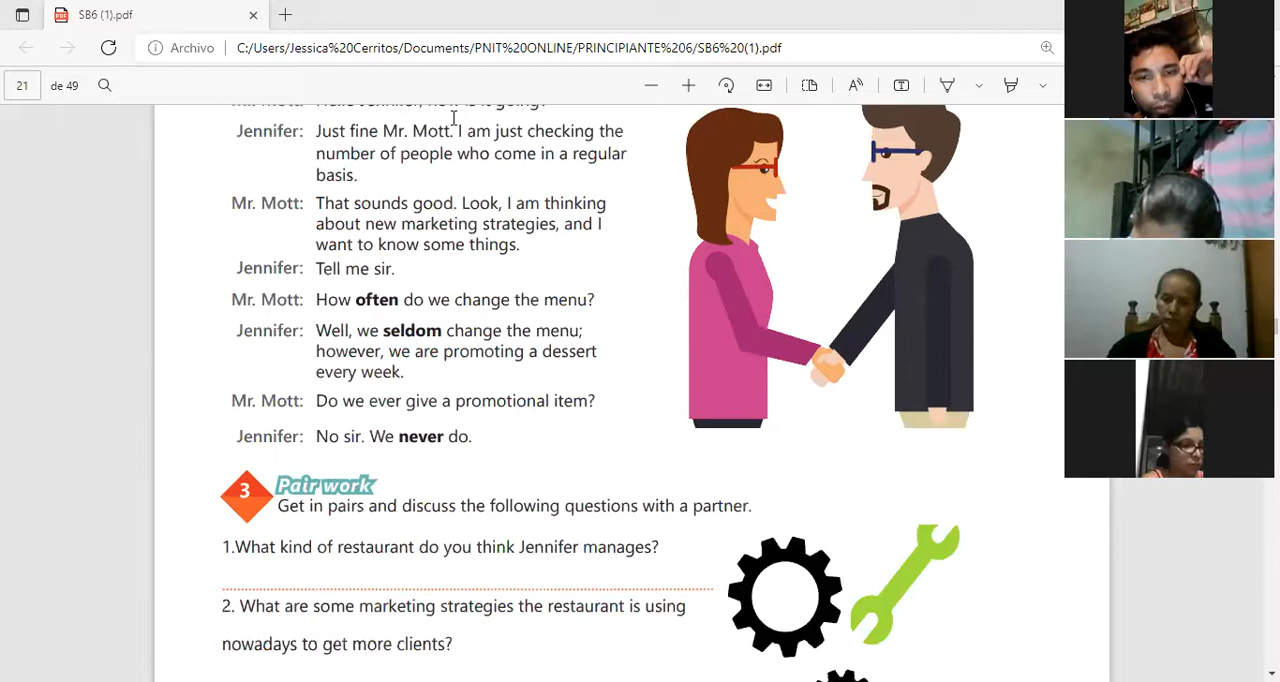 SB6 (1).pdf
Archivo C:/Users/Jessica%20Cerritos/Documents/PNIT%20ONLINE/PRINCIPIANTE%206/SB6%20(1).pdf
21 de 49
Jennifer: Just fine Mr. Mott. I am just checking the
number of people who come in a regular
basis.
Mr. Mott: That sounds good. Look, I am thinking
about new marketing strategies, and I
want to know some things.
Jennifer: Tell me sir.
Mr. Mott: How often do we change the menu?
Jennifer: Well, we seldom change the menu;
however, we are promoting a dessert
every week.
Mr. Mott: Do we ever give a promotional item?
Jennifer: No sir. We never do.
3 Pair work
Get in pairs and discuss the following questions with a partner.
1.What kind of restaurant do you think Jennifer manages?
2. What are some marketing strategies the restaurant is using
nowadays to get more clients?